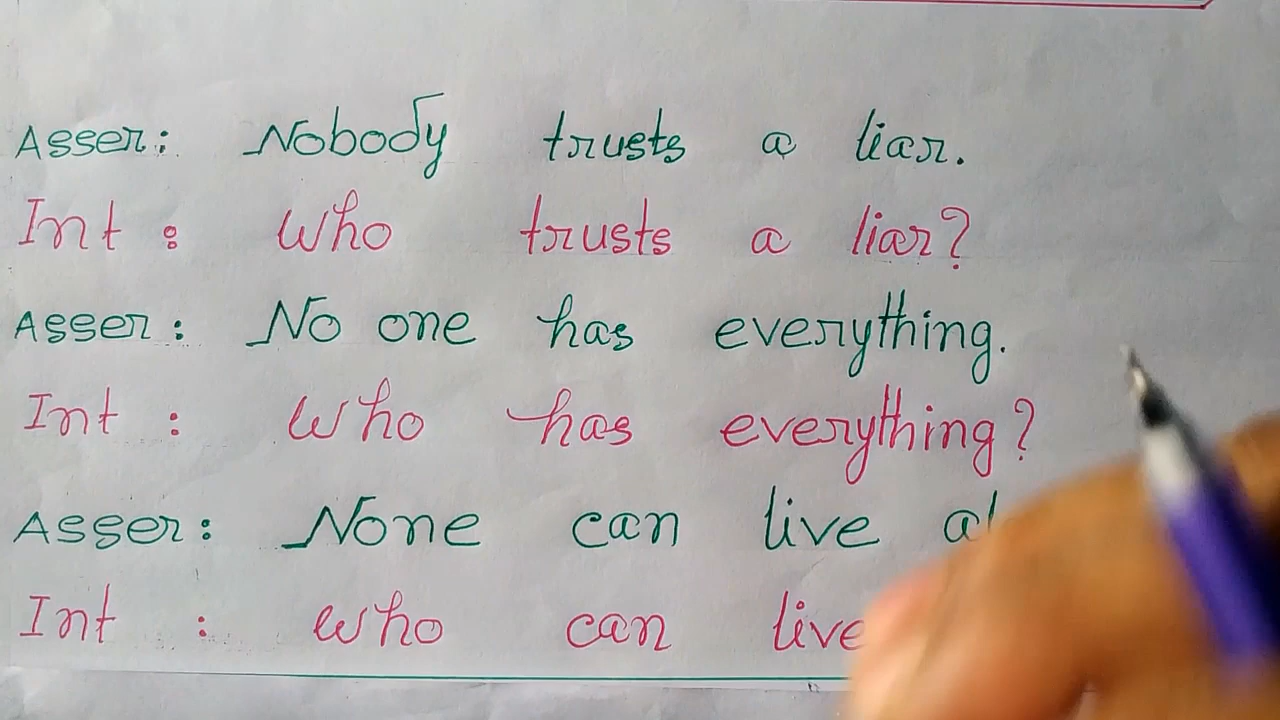 Asser: Nobody trusts a liar.
Int : Who trusts a liar?
Asser: No one has everything.
Int : Who has everything?
Asser: None can live
Int : Who can live